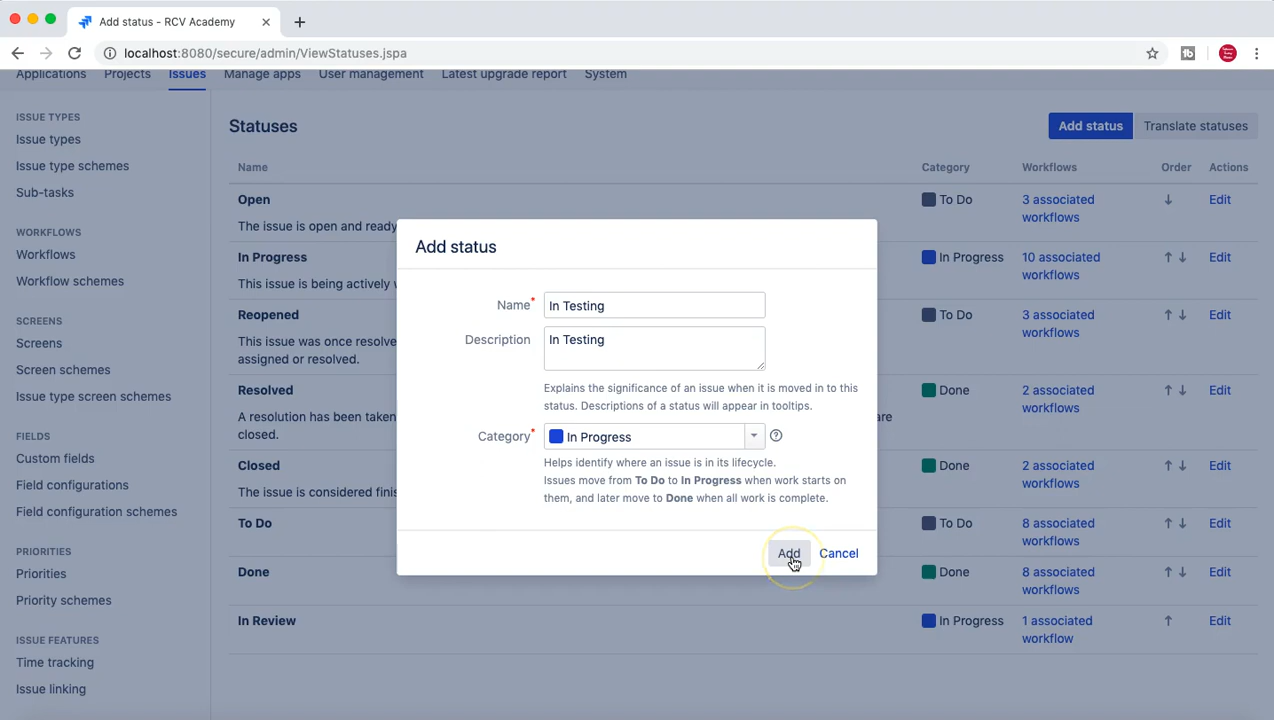 Add status - RCV Academy
localhost:8080/secure/admin/ViewStatuses.jspa
Applications Projects Issues Manage apps User management Latest upgrade report System
ISSUE TYPES
Issue types
Issue type schemes
Sub-tasks
WORKFLOWS
Workflows
Workflow schemes
SCREENS
Screens
Screen schemes
Issue type screen schemes
FIELDS
Custom fields
Field configurations
Field configuration schemes
PRIORITIES
Priorities
Priority schemes
ISSUE FEATURES
Time tracking
Issue linking
Statuses
Add status Translate statuses
Name Category Workflows Order Actions
Open To Do 3 associated Edit
The issue is open and ready workflows
In Progress In Progress 10 associated Edit
This issue is being actively workflows
Reopened To Do 3 associated Edit
This issue was once resolve workflows
assigned or resolved.
Resolved Done 2 associated Edit
A resolution has been taken are workflows
closed.
Closed Done 2 associated Edit
The issue is considered finis workflows
To Do To Do 8 associated Edit
workflows
Done Done 8 associated Edit
workflows
In Review In Progress 1 associated Edit
workflow
Add status
Name* In Testing
Description In Testing
Explains the significance of an issue when it is moved in to this
status. Descriptions of a status will appear in tooltips.
Category* In Progress
Helps identify where an issue is in its lifecycle.
Issues move from To Do to In Progress when work starts on
them, and later move to Done when all work is complete.
Add Cancel